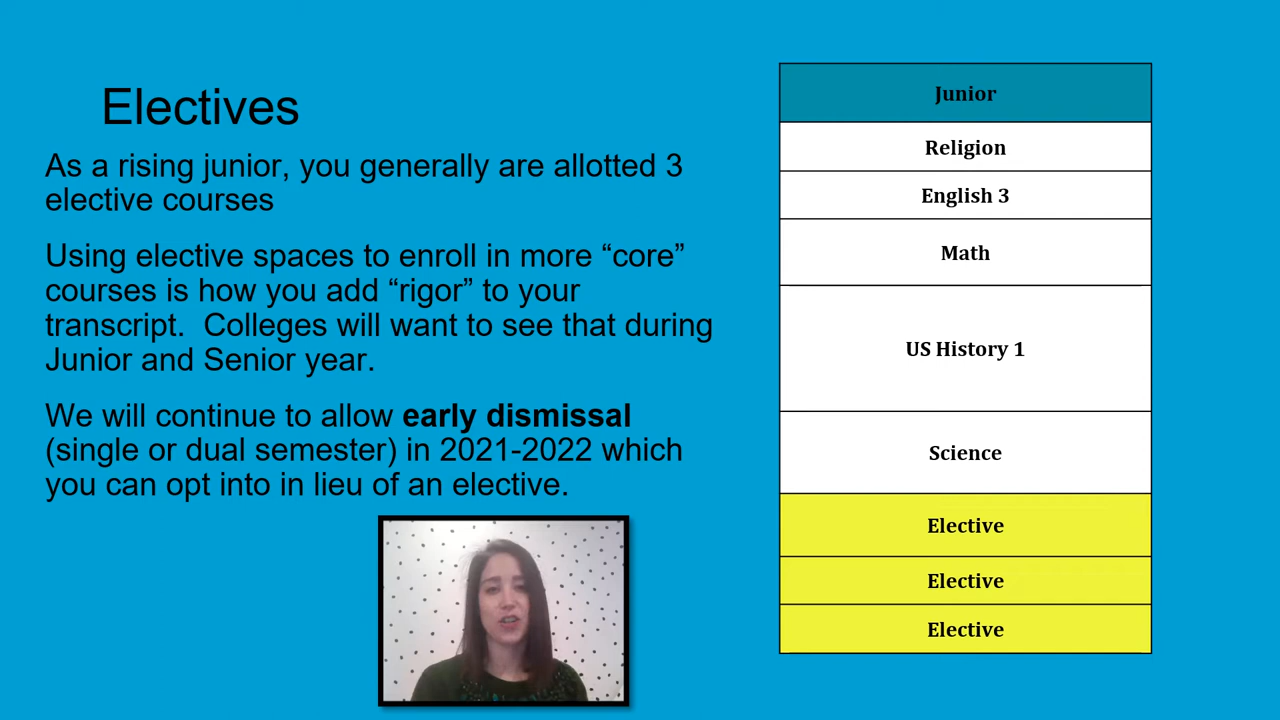 Electives
As a rising junior, you generally are allotted 3
elective courses
Using elective spaces to enroll in more “core”
courses is how you add “rigor” to your
transcript.  Colleges will want to see that during
Junior and Senior year.
We will continue to allow early dismissal
(single or dual semester) in 2021-2022 which
you can opt into in lieu of an elective.
Junior
Religion
English 3
Math
US History 1
Science
Elective
Elective
Elective